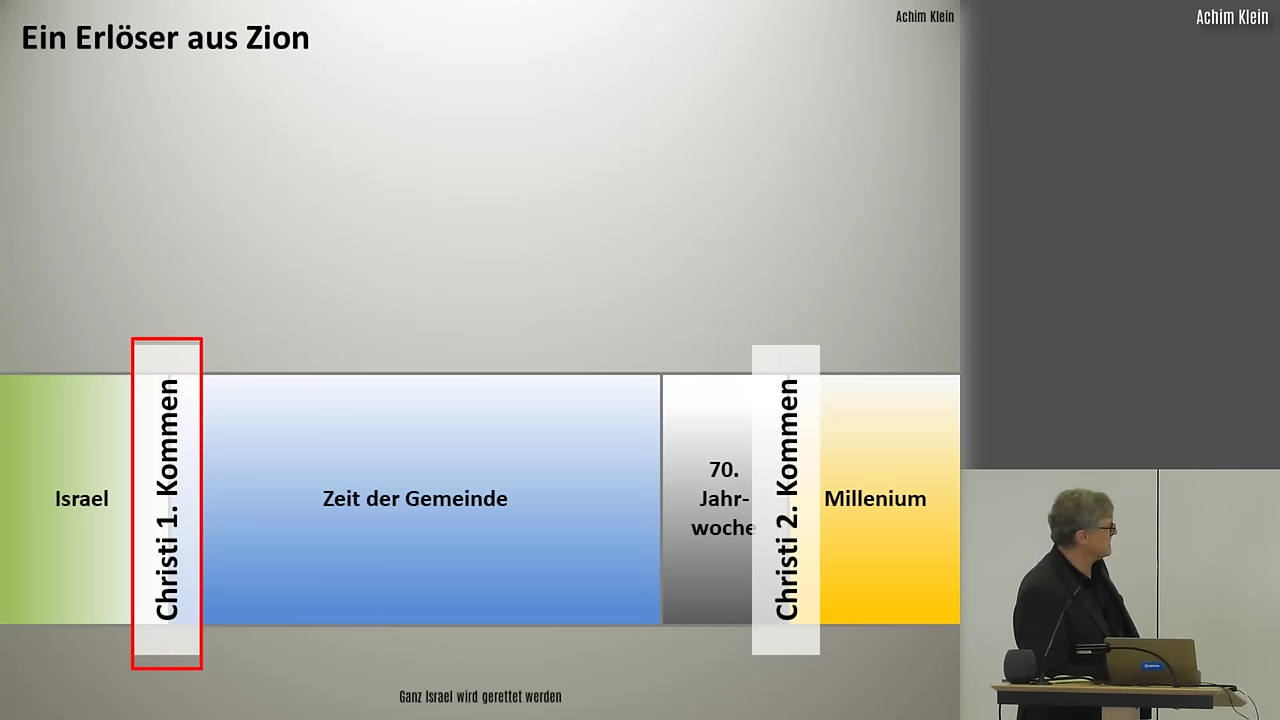 Ein Erlöser aus Zion
Achim Klein
Achim Klein
Israel
Christi 1. Kommen
Zeit der Gemeinde
70.
Jahr-
woche
Christi 2. Kommen
Millenium
Ganz Israel wird gerettet werden